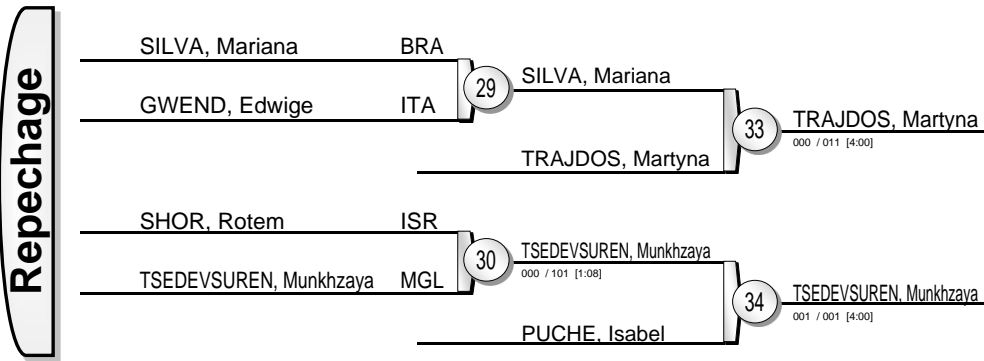 Repechage
SILVA, Mariana BRA
GWEND, Edwige ITA
29
SILVA, Mariana
TRAJDOS, Martyna
33
TRAJDOS, Martyna
000 / 011 [4:00]
SHOR, Rotem ISR
TSEDEVSUREN, Munkhzaya MGL
30
TSEDEVSUREN, Munkhzaya
000 / 101 [1:08]
PUCHE, Isabel
34
TSEDEVSUREN, Munkhzaya
001 / 001 [4:00]